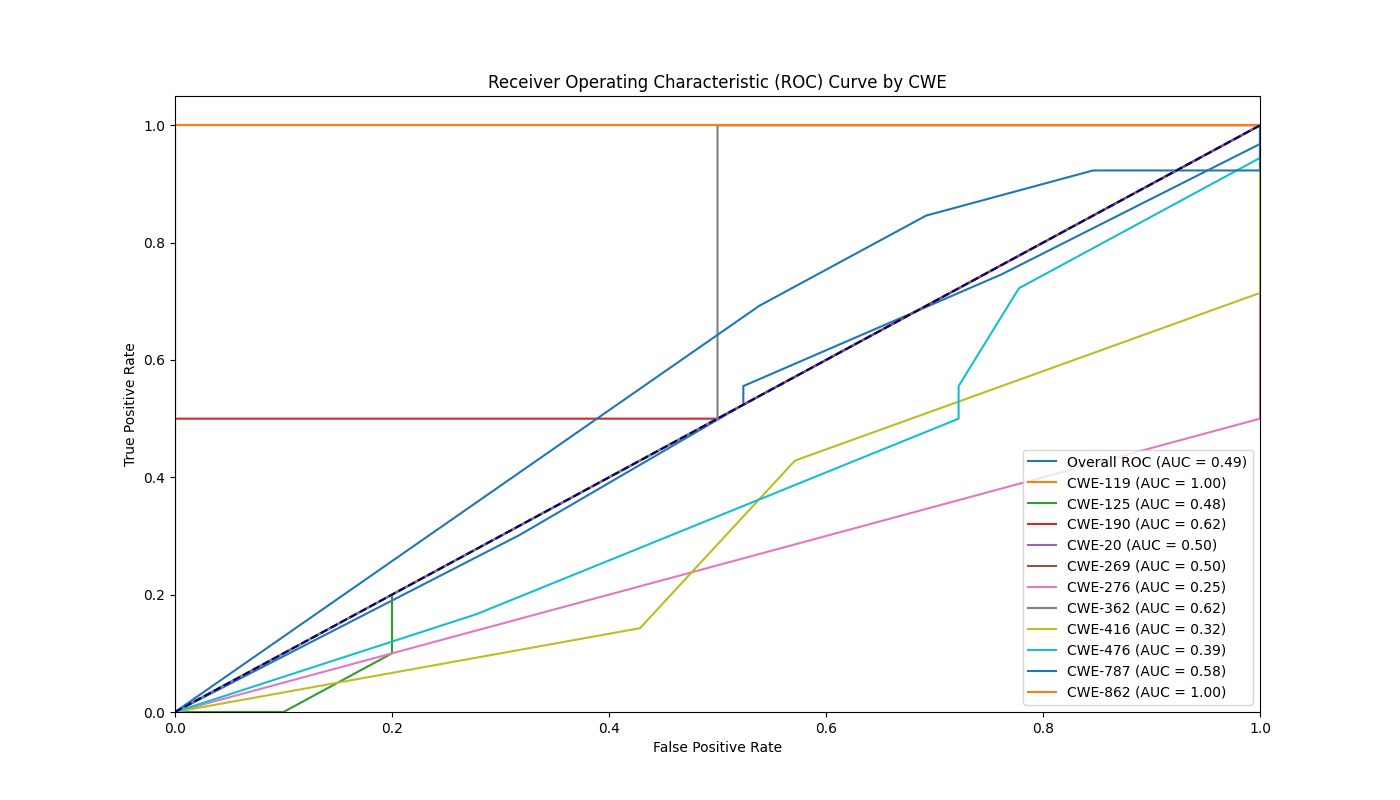 Receiver Operating Characteristic (ROC) Curve by CWE
1.0
0.8
0.6
0.4
0.2
0.0
True Positive Rate
0.0 0.2 0.4 0.6 0.8 1.0
False Positive Rate
Overall ROC (AUC = 0.49)
CWE-119 (AUC = 1.00)
CWE-125 (AUC = 0.48)
CWE-190 (AUC = 0.62)
CWE-20 (AUC = 0.50)
CWE-269 (AUC = 0.50)
CWE-276 (AUC = 0.25)
CWE-362 (AUC = 0.62)
CWE-416 (AUC = 0.32)
CWE-476 (AUC = 0.39)
CWE-787 (AUC = 0.58)
CWE-862 (AUC = 1.00)